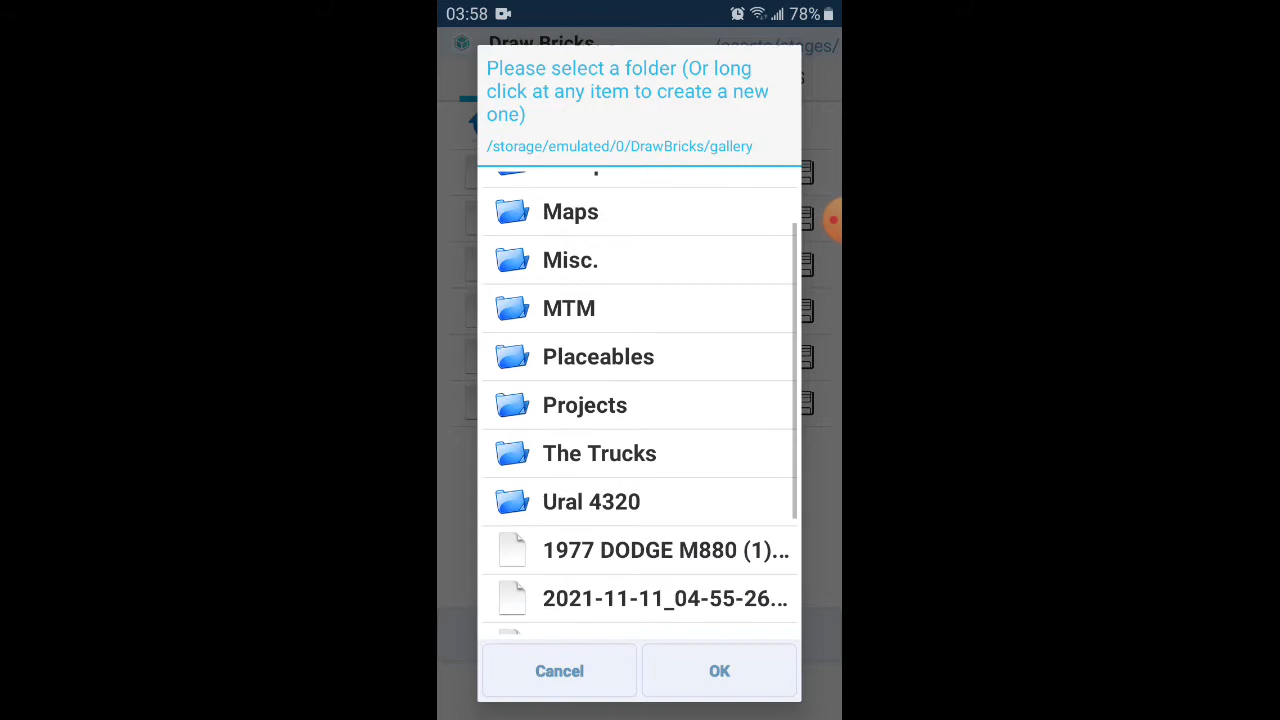 03:58
78%
Draw Bricks
Please select a folder (Or long
click at any item to create a new
one)
/storage/emulated/0/DrawBricks/gallery
Maps
Misc.
MTM
Placeables
Projects
The Trucks
Ural 4320
1977 DODGE M880 (1)...
2021-11-11_04-55-26...
Cancel
OK